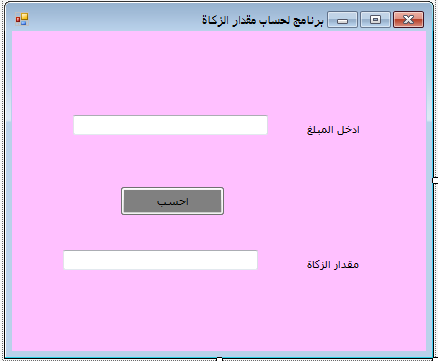 برنامج لحساب مقدار الزكاة
ادخل المبلغ
احسب
مقدار الزكاة